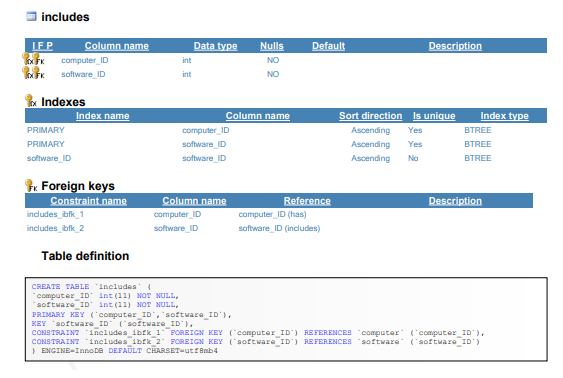 includes
I F P Column name Data type Nulls Default Description
computer_ID int NO
software_ID int NO
Indexes
Index name Column name Sort direction Is unique Index type
PRIMARY computer_ID Ascending Yes BTREE
PRIMARY software_ID Ascending Yes BTREE
software_ID software_ID Ascending No BTREE
Foreign keys
Constraint name Column name Reference Description
includes_ibfk_1 computer_ID computer_ID (has)
includes_ibfk_2 software_ID software_ID (includes)
Table definition
CREATE TABLE `includes` (
`computer_ID` int(11) NOT NULL,
`software_ID` int(11) NOT NULL,
PRIMARY KEY (`computer_ID`,`software_ID`),
KEY `software_ID` (`software_ID`),
CONSTRAINT `includes_ibfk_1` FOREIGN KEY (`computer_ID`) REFERENCES `computer` (`computer_ID`),
CONSTRAINT `includes_ibfk_2` FOREIGN KEY (`software_ID`) REFERENCES `software` (`software_ID`)
) ENGINE=InnoDB DEFAULT CHARSET=utf8mb4